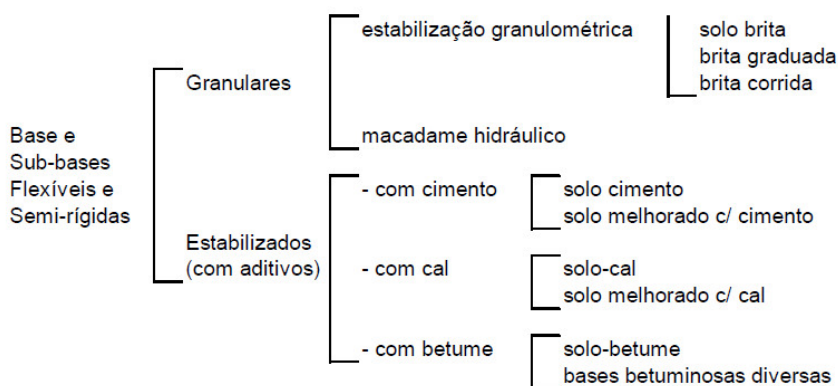 Base e
Sub-bases
Flexíveis e
Semi-rígidas
Granulares
estabilização granulométrica
solo brita
brita graduada
brita corrida
macadame hidráulico
Estabilizados
(com aditivos)
- com cimento
solo cimento
solo melhorado c/ cimento
- com cal
solo-cal
solo melhorado c/ cal
- com betume
solo-betume
bases betuminosas diversas